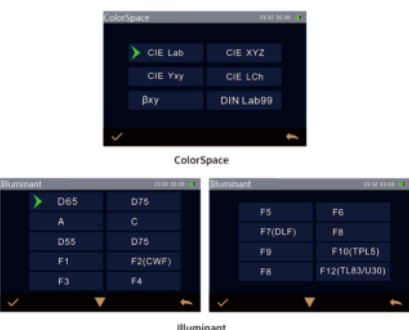 ColorSpace
CIE Lab CIE XYZ
CIE Yxy CIE LCh
βxy DIN Lab99
ColorSpace
Illuminant
D65 D75
A C
D55 D75
F1 F2(CWF)
F3 F4
Illuminant
F5 F6
F7(DLF) F8
F9 F10(TPL5)
F8 F12(TL83/U30)
Illuminant